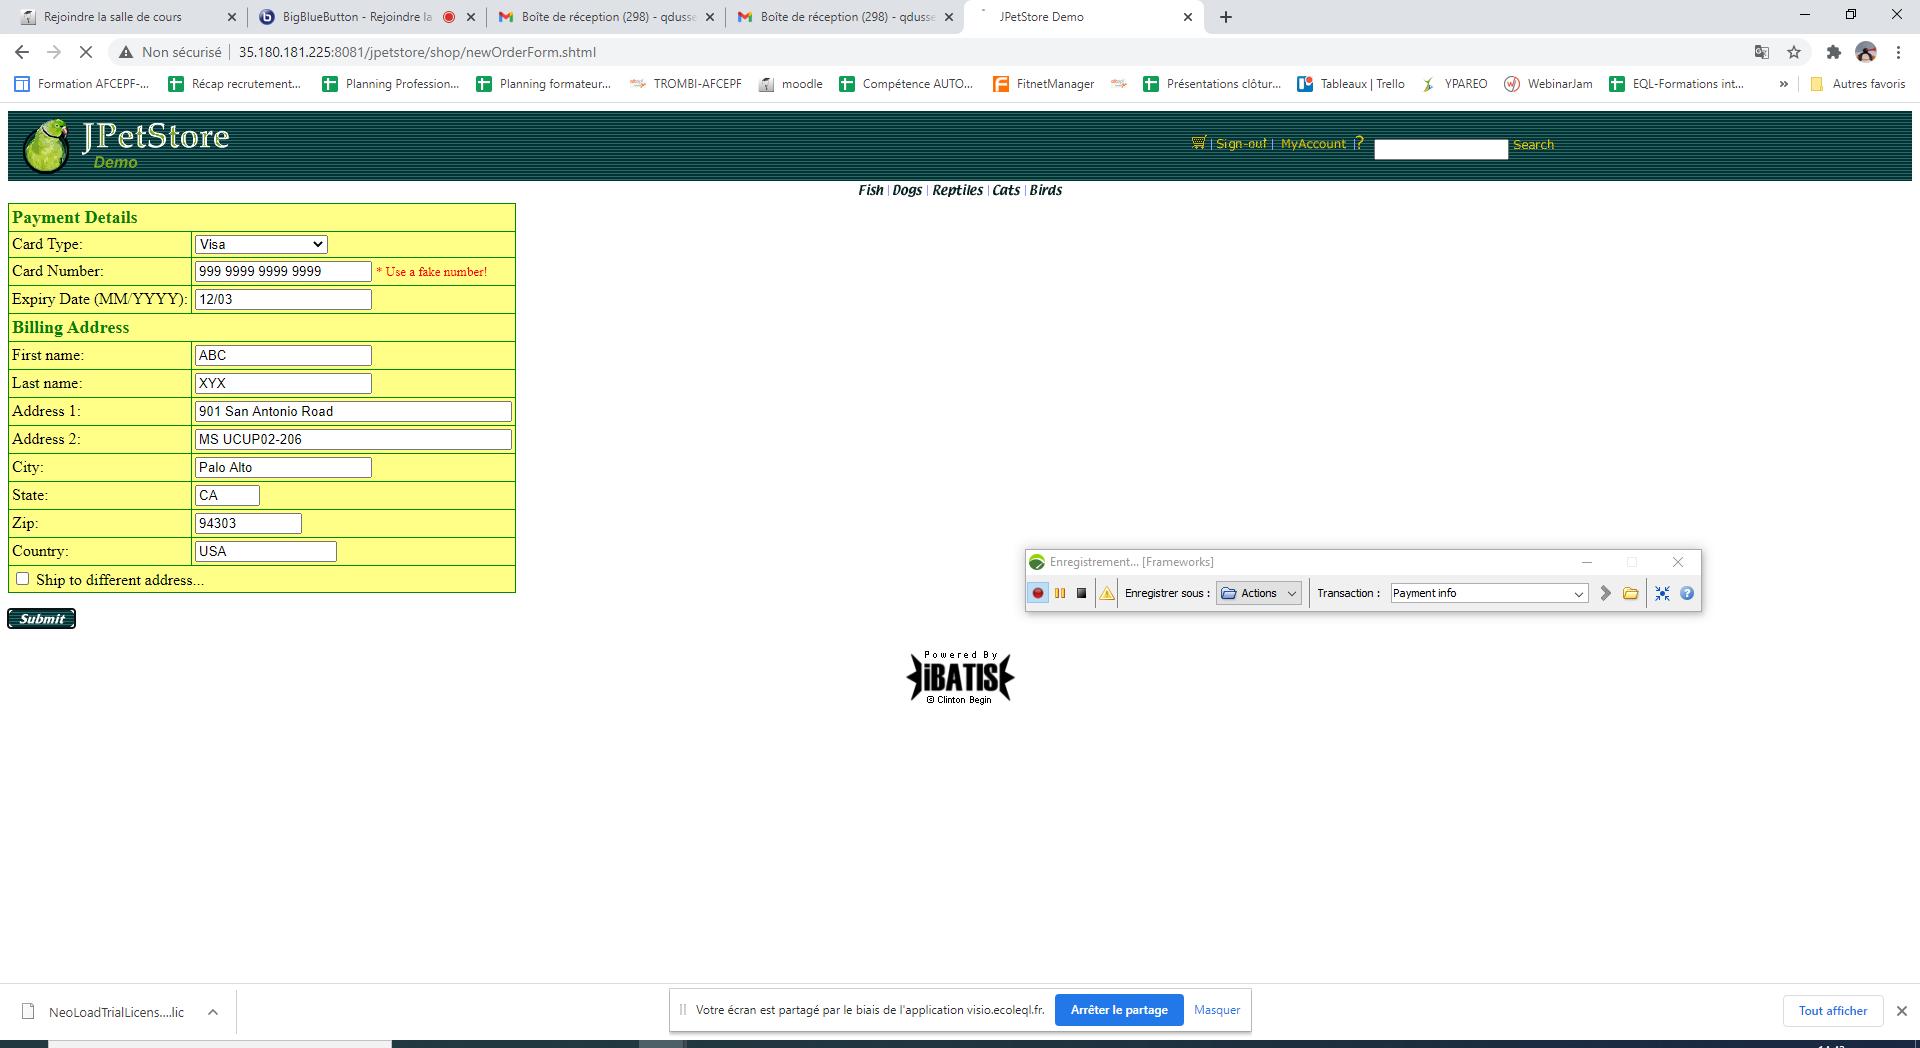 Rejoindre la salle de cours
BigBlueButton - Rejoindre la
Boîte de réception (298) - qdusse
Boîte de réception (298) - qdusse
JPetStore Demo
Non sécurisé
35.180.181.225:8081/jpetstore/shop/newOrderForm.shtml
Formation AFCEPF-...
Récap recrutement...
Planning Profession...
Planning formateur...
TROMBI-AFCEPF
moodle
Compétence AUTO...
FitnetManager
Présentations clôtur...
Tableaux | Trello
YPAREO
WebinarJam
EQL-Formations int...
»
Autres favoris
JPetStore
Demo
| Sign-out | MyAccount | ?
Search
Fish | Dogs | Reptiles | Cats | Birds
Payment Details
Card Type: Visa
Card Number: 999 9999 9999 9999 * Use a fake number!
Expiry Date (MM/YYYY): 12/03
Billing Address
First name: ABC
Last name: XYX
Address 1: 901 San Antonio Road
Address 2: MS UCUP02-206
City: Palo Alto
State: CA
Zip: 94303
Country: USA
Ship to different address...
Submit
Enregistrement... [Frameworks]
Enregistrer sous : Actions
Transaction : Payment info
Powered By
iBATIS
© Clinton Begin
NeoLoadTrialLicens....lic
Votre écran est partagé par le biais de l'application visio.ecoleql.fr.
Arrêter le partage
Masquer
Tout afficher